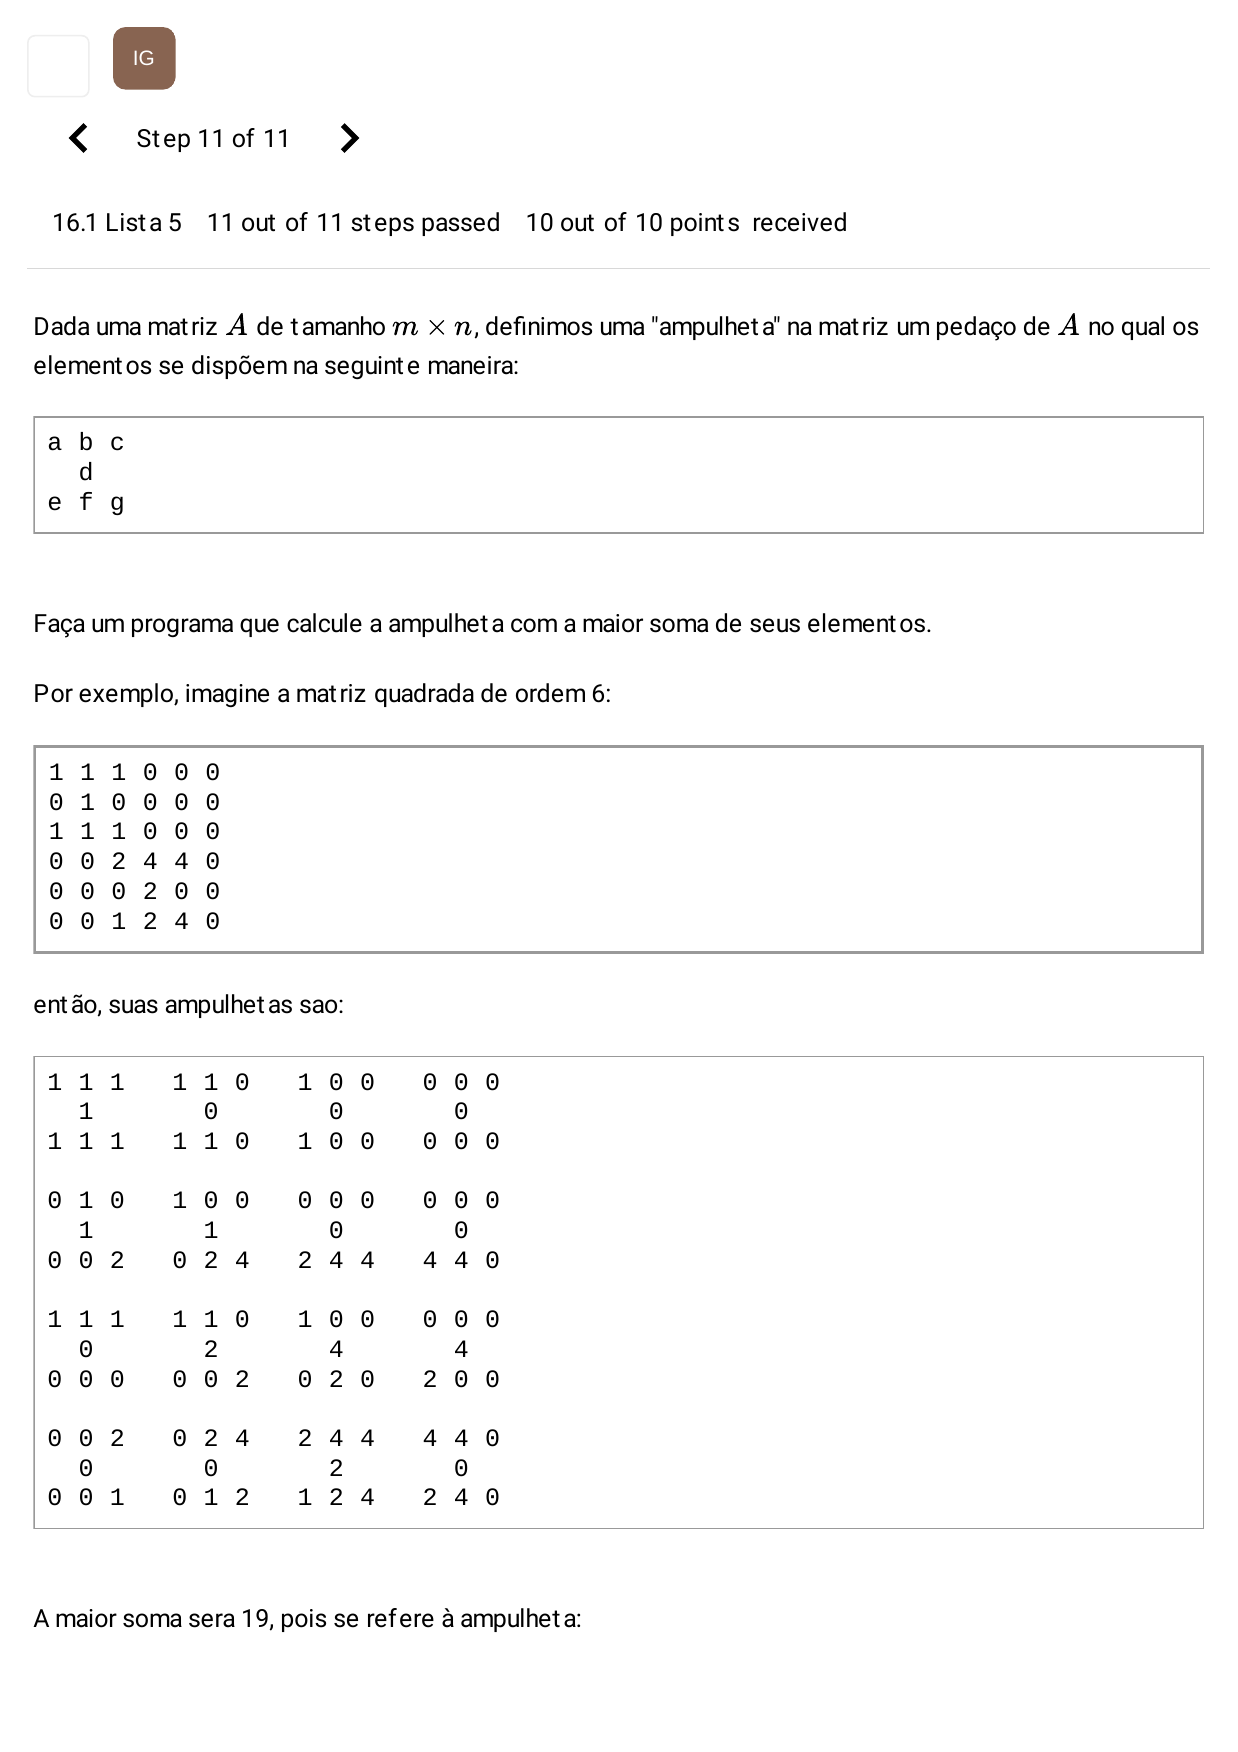 IG
Step 11 of 11
16.1 Lista 5 11 out of 11 steps passed 10 out of 10 points received
Dada uma matriz A de tamanho m × n, definimos uma "ampulheta" na matriz um pedaço de A no qual os
elementos se dispõem na seguinte maneira:
a b c
  d
e f g
Faça um programa que calcule a ampulheta com a maior soma de seus elementos.
Por exemplo, imagine a matriz quadrada de ordem 6:
1 1 1 0 0 0
0 1 0 0 0 0
1 1 1 0 0 0
0 0 2 4 4 0
0 0 0 2 0 0
0 0 1 2 4 0
então, suas ampulhetas sao:
1 1 1   1 1 0   1 0 0   0 0 0
  1       0       0       0
1 1 1   1 1 0   1 0 0   0 0 0
0 1 0   1 0 0   0 0 0   0 0 0
  1       1       0       0
0 0 2   0 2 4   2 4 4   4 4 0
1 1 1   1 1 0   1 0 0   0 0 0
  0       2       4       4
0 0 0   0 0 2   0 2 0   2 0 0
0 0 2   0 2 4   2 4 4   4 4 0
  0       0       2       0
0 0 1   0 1 2   1 2 4   2 4 0
A maior soma sera 19, pois se refere à ampulheta: